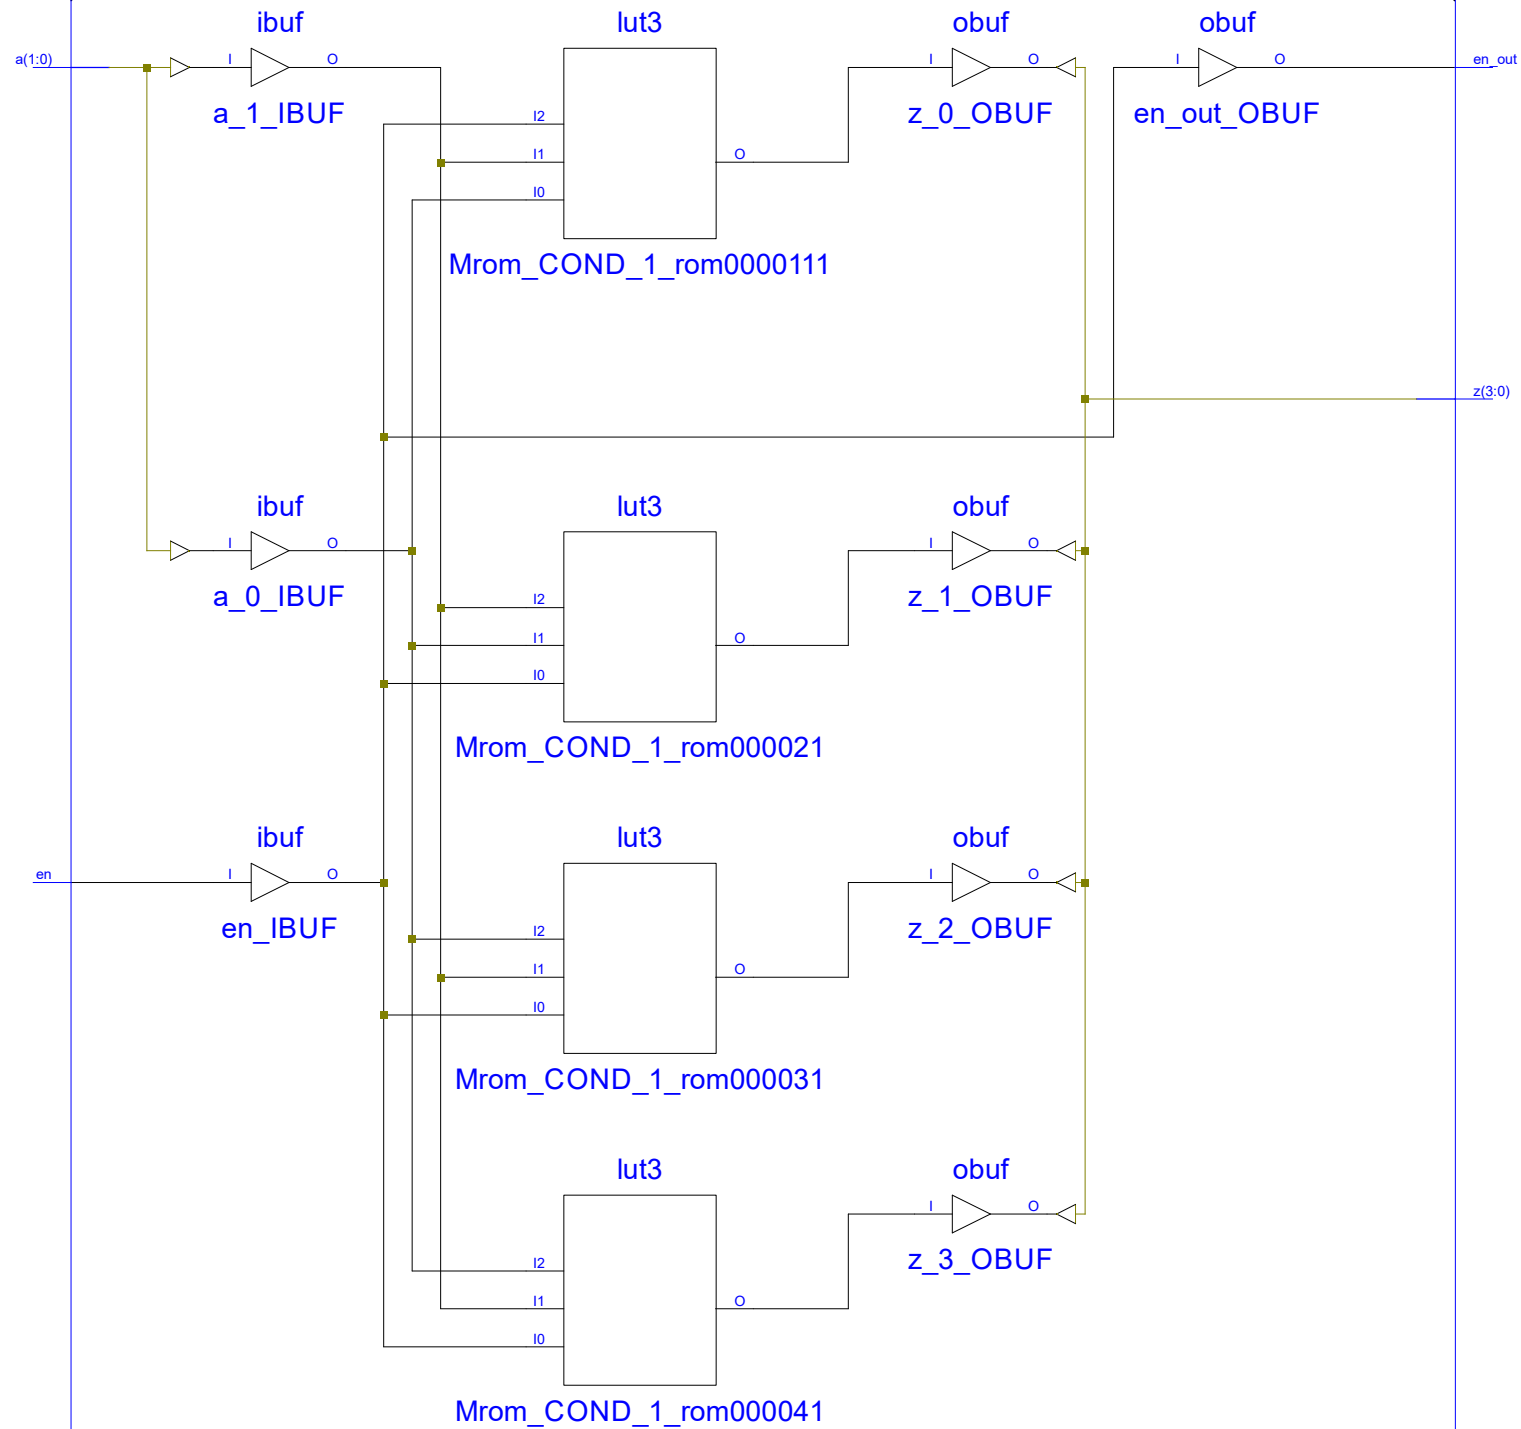 ibuf lut3 obuf obuf
a(1:0) I O I O I O en_out
a_1_IBUF z_0_OBUF en_out_OBUF
I2
I1 O
I0
Mrom_COND_1_rom0000111
z(3:0)
ibuf lut3 obuf
I O I O
a_0_IBUF z_1_OBUF
I2
I1 O
I0
Mrom_COND_1_rom000021
ibuf lut3 obuf
en I O I O
en_IBUF z_2_OBUF
I2
I1 O
I0
Mrom_COND_1_rom000031
lut3 obuf
I O
z_3_OBUF
I2
I1 O
I0
Mrom_COND_1_rom000041